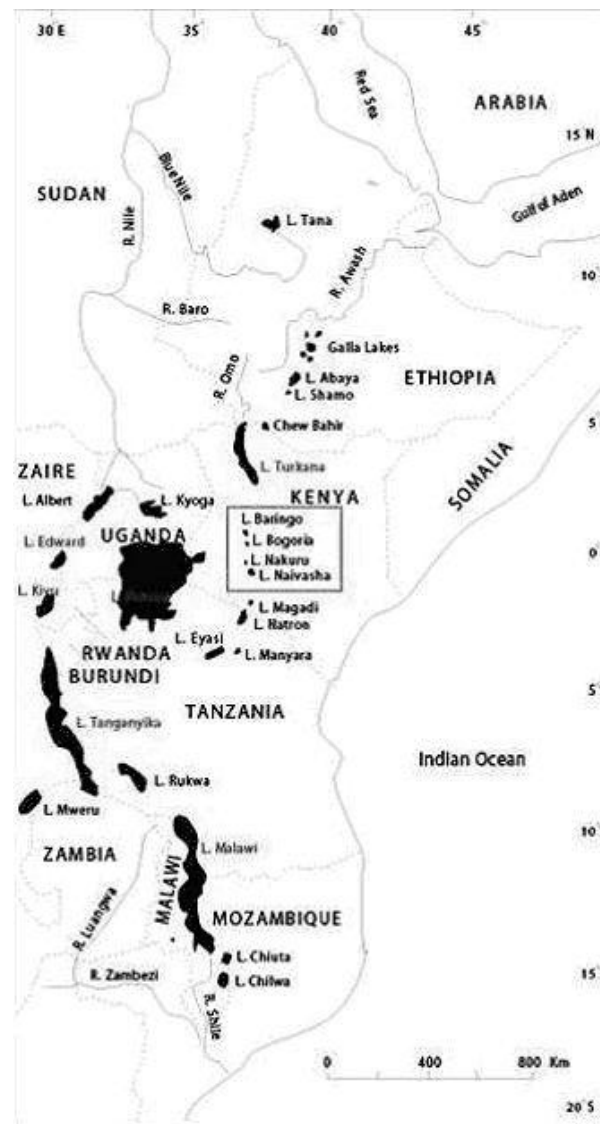 30 E
40°
45°
Red Sea
ARABIA
15 N
Blue Nile
SUDAN
R. Nile
L. Tana
Gulf of Aden
R. Awash
10°
R. Baro
Galla Lakes
R. Omo
L. Abaya
ETHIOPIA
L. Shamo
Chew Bahir
5°
L. Turkana
SOMALIA
ZAIRE
KENYA
L. Albert
L. Kyoga
L. Baringo
UGANDA
L. Edward
L. Bogoria
0°
L. Nakuru
L. Naivasha
L. Magadi
L. Natron
L. Eyasi
L. Manyara
RWANDA
BURUNDI
5°
TANZANIA
L. Tanganyika
Indian Ocean
L. Rukwa
L. Mweru
10°
L. Malawi
ZAMBIA
MALAWI
R. Luangwa
MOZAMBIQUE
L. Chiuta
R. Zambezi
L. Chilwa
15°
0 400 800 Km
20°S